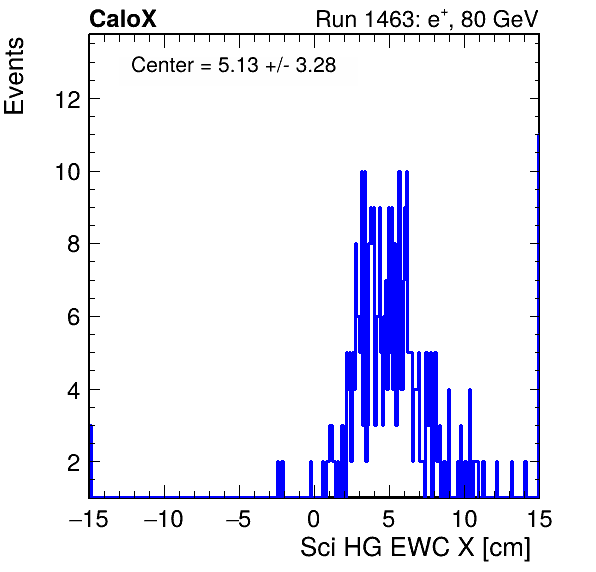 CaloX Run 1463: e⁺, 80 GeV
Center = 5.13 +/- 3.28
Events
12
10
8
6
4
2
−15 −10 −5 0 5 10 15
Sci HG EWC X [cm]